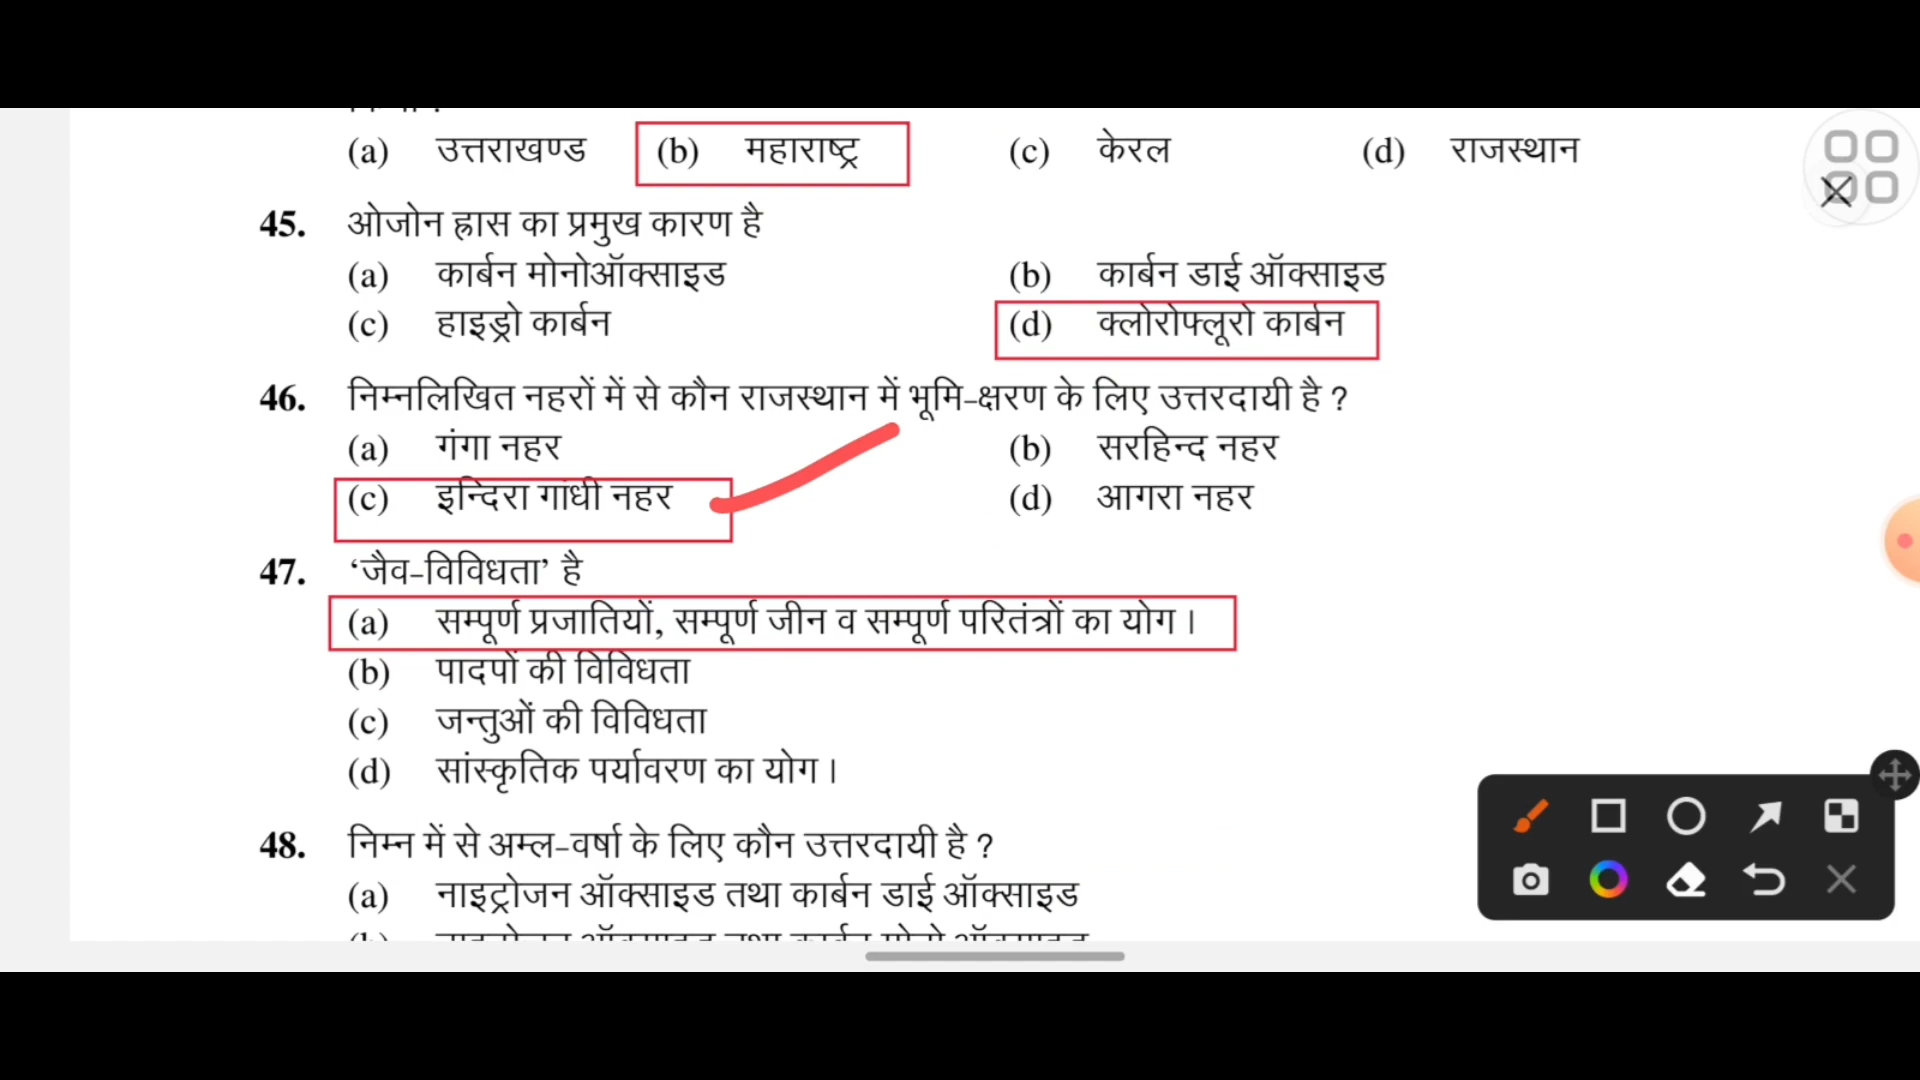 (a) उत्तराखण्ड (b) महाराष्ट्र (c) केरल (d) राजस्थान
45. ओजोन ह्रास का प्रमुख कारण है
(a) कार्बन मोनोऑक्साइड (b) कार्बन डाई ऑक्साइड
(c) हाइड्रो कार्बन (d) क्लोरोफ्लूरो कार्बन
46. निम्नलिखित नहरों में से कौन राजस्थान में भूमि-क्षरण के लिए उत्तरदायी है ?
(a) गंगा नहर (b) सरहिन्द नहर
(c) इन्दिरा गांधी नहर (d) आगरा नहर
47. ‘जैव-विविधता’ है
(a) सम्पूर्ण प्रजातियों, सम्पूर्ण जीन व सम्पूर्ण परितंत्रों का योग ।
(b) पादपों की विविधता
(c) जन्तुओं की विविधता
(d) सांस्कृतिक पर्यावरण का योग ।
48. निम्न में से अम्ल-वर्षा के लिए कौन उत्तरदायी है ?
(a) नाइट्रोजन ऑक्साइड तथा कार्बन डाई ऑक्साइड